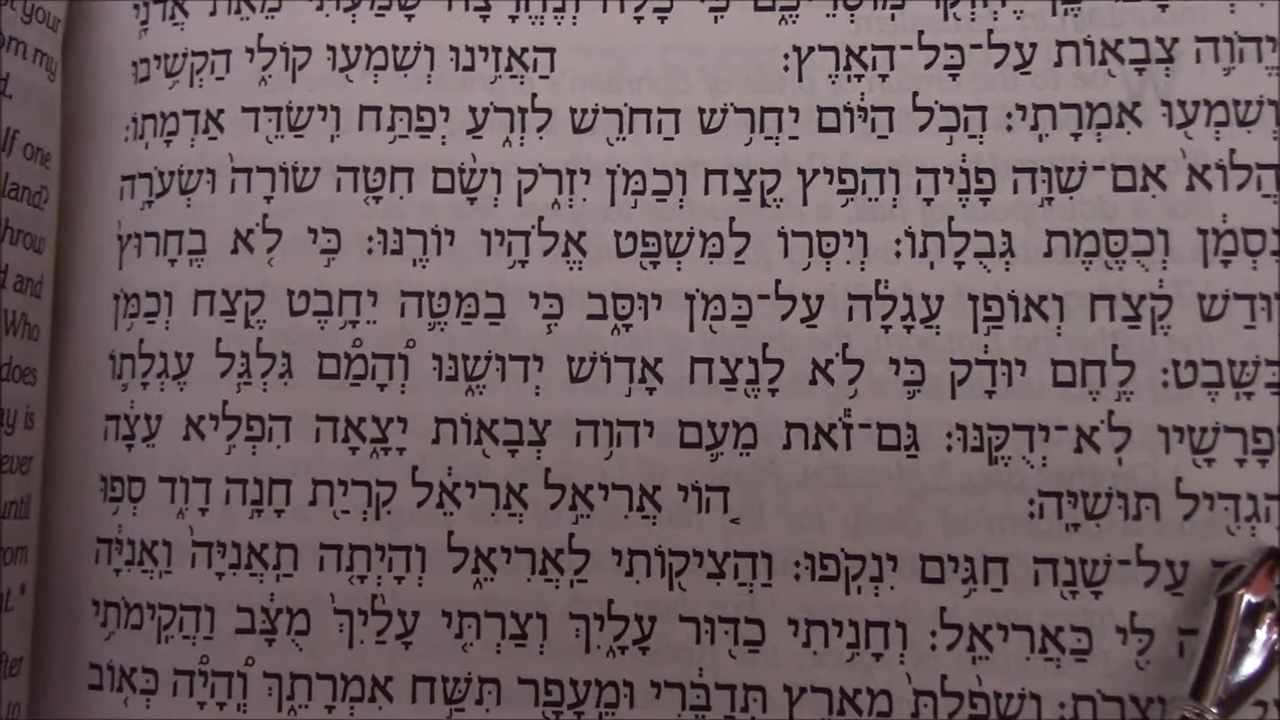 יֱהֹוִה צְבָאוֹת עַל־כָּל־הָאָרֶץ: הַאֲזִינוּ וְשִׁמְעוּ קוֹלִי הַקְשִׁיבוּ
וְשִׁמְעוּ אִמְרָתִי: הֲכֹל הַיּוֹם יַחֲרֹשׁ הַחֹרֵשׁ לִזְרֹעַ יְפַתַּח וִישַׂדֵּד אַדְמָתוֹ:
הֲלוֹא אִם־שִׁוָּה פָנֶיהָ וְהֵפִיץ קֶצַח וְכַמֹּן יִזְרֹק וְשָׂם חִטָּה שׂוֹרָה וּשְׂעֹרָה
נִסְמָן וְכֻסֶּמֶת גְּבֻלָתוֹ: וְיִסְּרוֹ לַמִּשְׁפָּט אֱלֹהָיו יוֹרֶנּוּ: כִּי לֹא בֶחָרוּץ
יוּדַשׁ קֶצַח וְאוֹפַן עֲגָלָה עַל־כַּמֹּן יוּסָּב כִּי בַמַּטֶּה יֵחָבֶט קֶצַח וְכַמֹּן
בַּשָּׁבֶט: לֶחֶם יוּדָק כִּי לֹא לָנֶצַח אָדוֹשׁ יְדוּשֶׁנּוּ וְהָמַם גִּלְגַּל עֶגְלָתוֹ
וּפָרָשָׁיו לֹא־יְדֻקֶּנּוּ: גַּם־זֹאת מֵעִם יְהוָה צְבָאוֹת יָצָאָה הִפְלִיא עֵצָה
הִגְדִּיל תּוּשִׁיָּה: הוֹי אֲרִיאֵל אֲרִיאֵל קִרְיַת חָנָה דָוִד סְפוּ
עַל־שָׁנָה חַגִּים יִנְקֹפוּ: וַהֲצִיקוֹתִי לַאֲרִיאֵל וְהָיְתָה תַאֲנִיָּה וַאֲנִיָּה
לִּי כַּאֲרִיאֵל: וְחָנִיתִי כַדּוּר עָלָיִךְ וְצַרְתִּי עָלַיִךְ מֻצָּב וַהֲקִימֹתִי
מְצֻרֹת: וְשָׁפַלְתְּ מֵאֶרֶץ תְּדַבֵּרִי וּמֵעָפָר תִּשַּׁח אִמְרָתֵךְ וְהָיָה כְּאוֹב